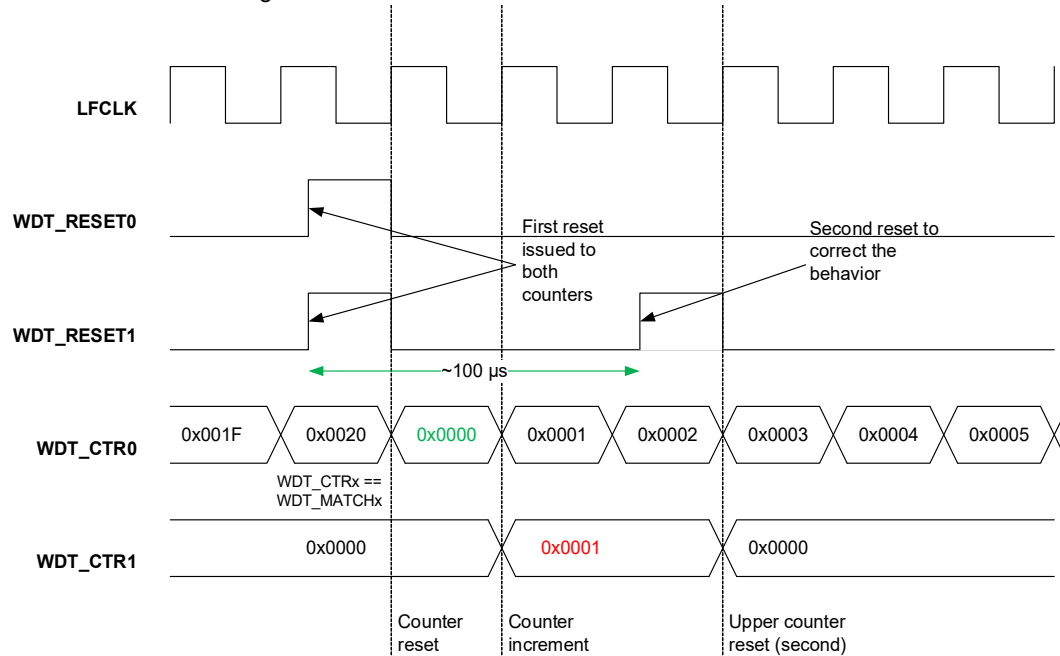 LFCLK
WDT_RESET0
First reset
issued to
both
counters
Second reset to
correct the
behavior
WDT_RESET1
~100 µs
WDT_CTR0
0x001F
0x0020
0x0000
0x0001
0x0002
0x0003
0x0004
0x0005
WDT_CTRx ==
WDT_MATCHx
WDT_CTR1
0x0000
0x0001
0x0000
Counter
reset
Counter
increment
Upper counter
reset (second)